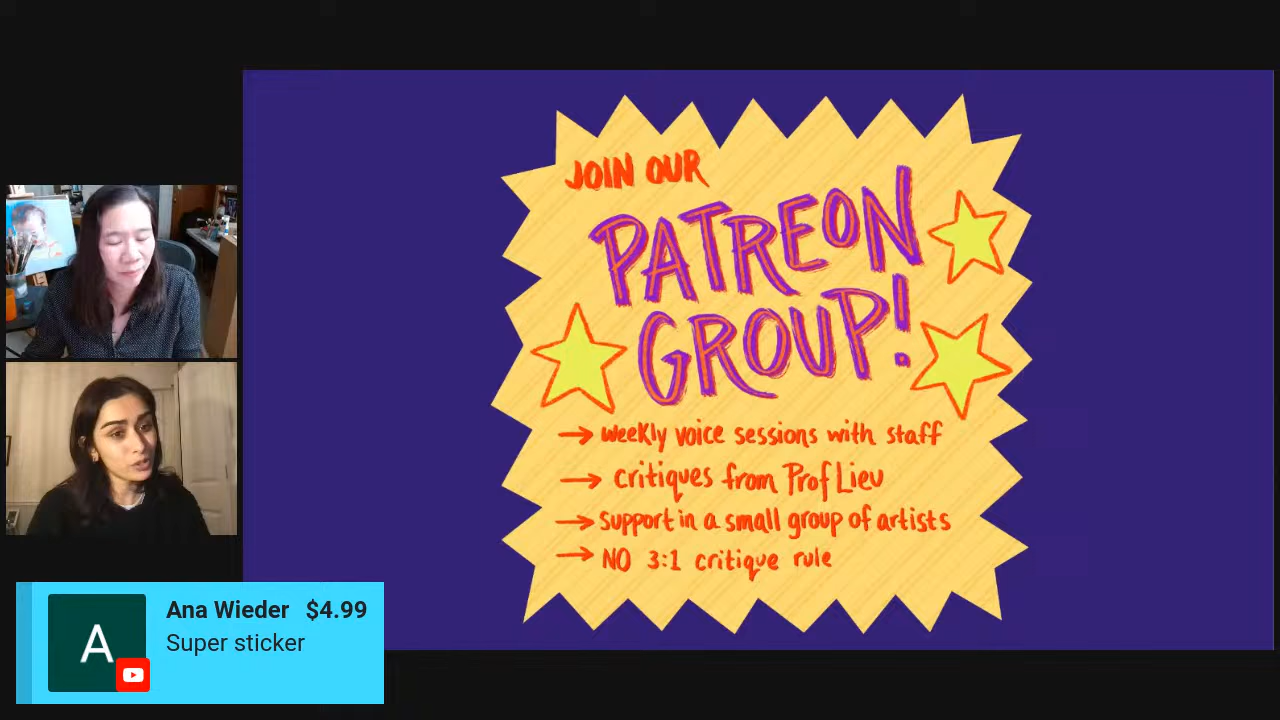 JOIN OUR
PATREON
GROUP!
→ weekly voice sessions with staff
→ critiques from Prof Lieu
→ support in a small group of artists
→ NO 3:1 critique rule
A
Ana Wieder $4.99
Super sticker